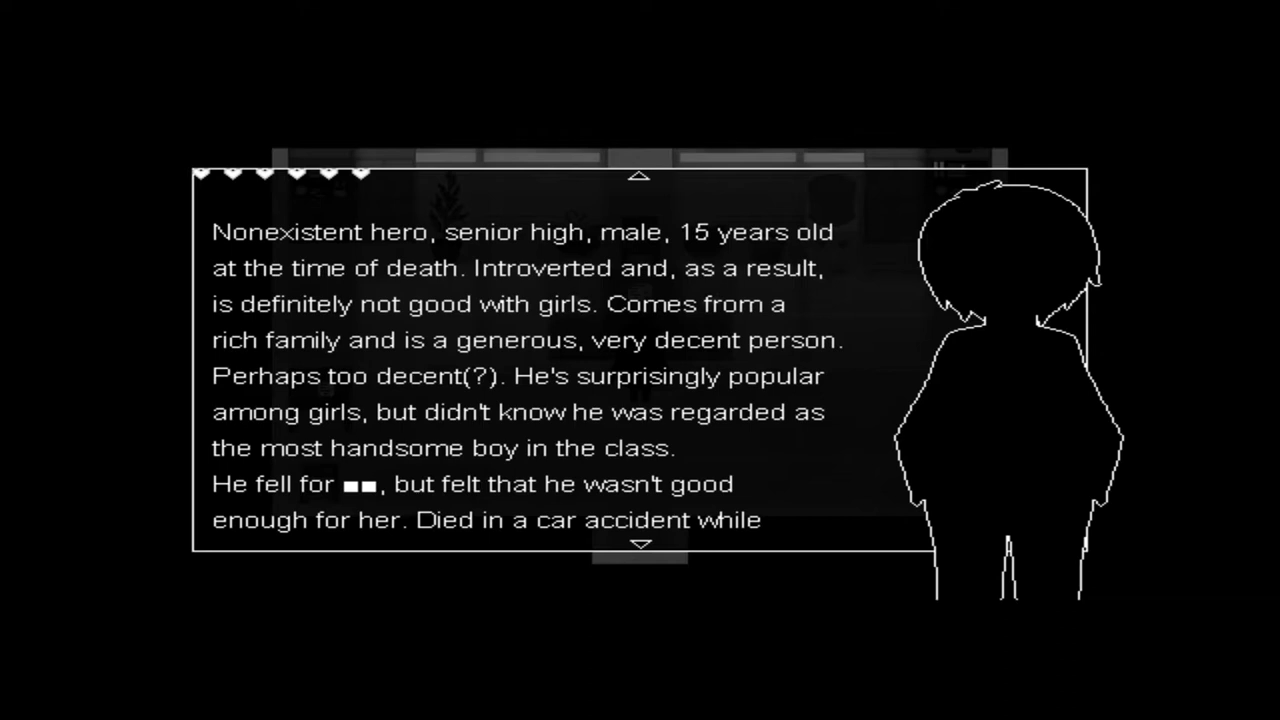 Nonexistent hero, senior high, male, 15 years old
at the time of death. Introverted and, as a result,
is definitely not good with girls. Comes from a
rich family and is a generous, very decent person.
Perhaps too decent(?). He's surprisingly popular
among girls, but didn't know he was regarded as
the most handsome boy in the class.
He fell for ■■, but felt that he wasn't good
enough for her. Died in a car accident while